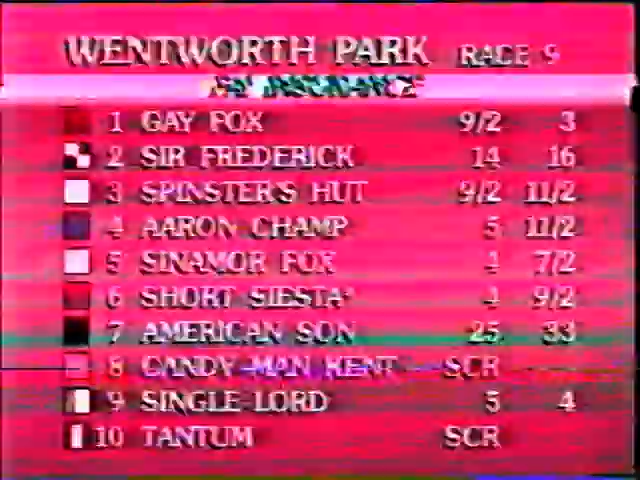 WENTWORTH PARK RACE 9
INSURANCE
1 GAY FOX 9/2 3
2 SIR FREDERICK 14 16
3 SPINSTER'S HUT 9/2 11/2
4 AARON CHAMP 5 11/2
5 SINAMOR FOX 4 7/2
6 SHORT SIESTA* 4 9/2
7 AMERICAN SON 25 33
8 CANDY MAN KENT SCR
9 SINGLE LORD 5 4
10 TANTUM SCR